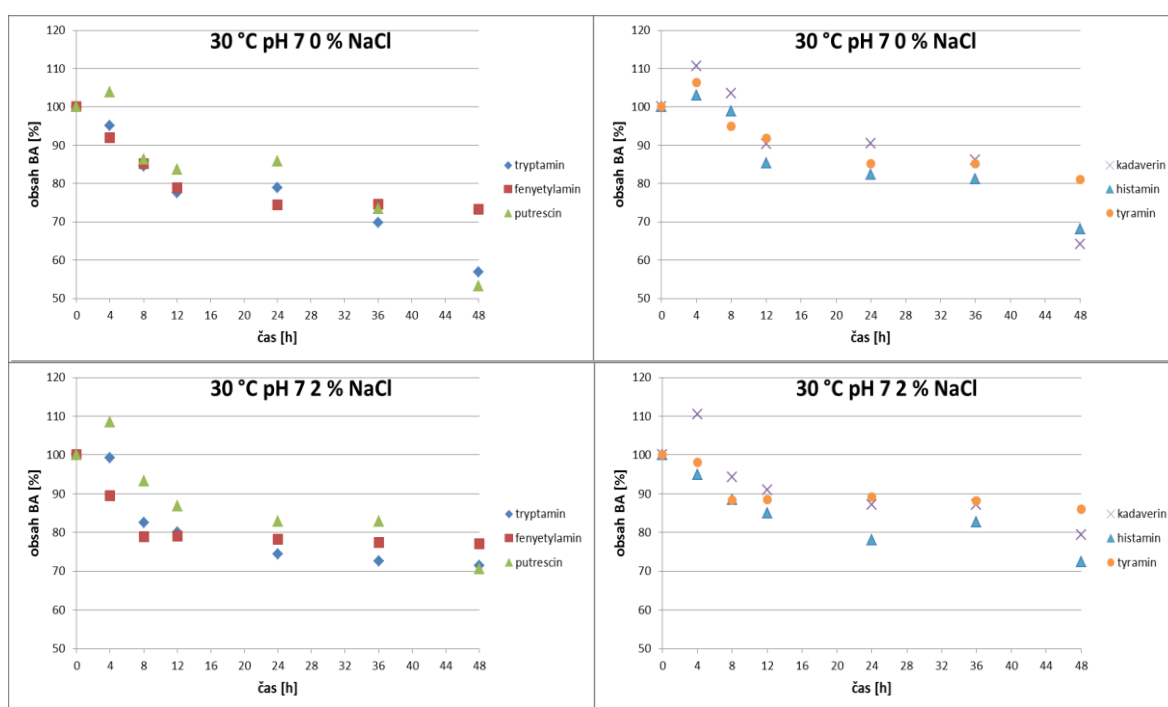 30 °C pH 7 0 % NaCl
120
110
100
90
80
70
60
50
obsah BA [%]
0 4 8 12 16 20 24 28 32 36 40 44 48
čas [h]
tryptamin
fenyetylamin
putrescin
30 °C pH 7 0 % NaCl
120
110
100
90
80
70
60
50
obsah BA [%]
0 4 8 12 16 20 24 28 32 36 40 44 48
čas [h]
kadaverin
histamin
tyramin
30 °C pH 7 2 % NaCl
120
110
100
90
80
70
60
50
obsah BA [%]
0 4 8 12 16 20 24 28 32 36 40 44 48
čas [h]
tryptamin
fenyetylamin
putrescin
30 °C pH 7 2 % NaCl
120
110
100
90
80
70
60
50
obsah BA [%]
0 4 8 12 16 20 24 28 32 36 40 44 48
čas [h]
kadaverin
histamin
tyramin